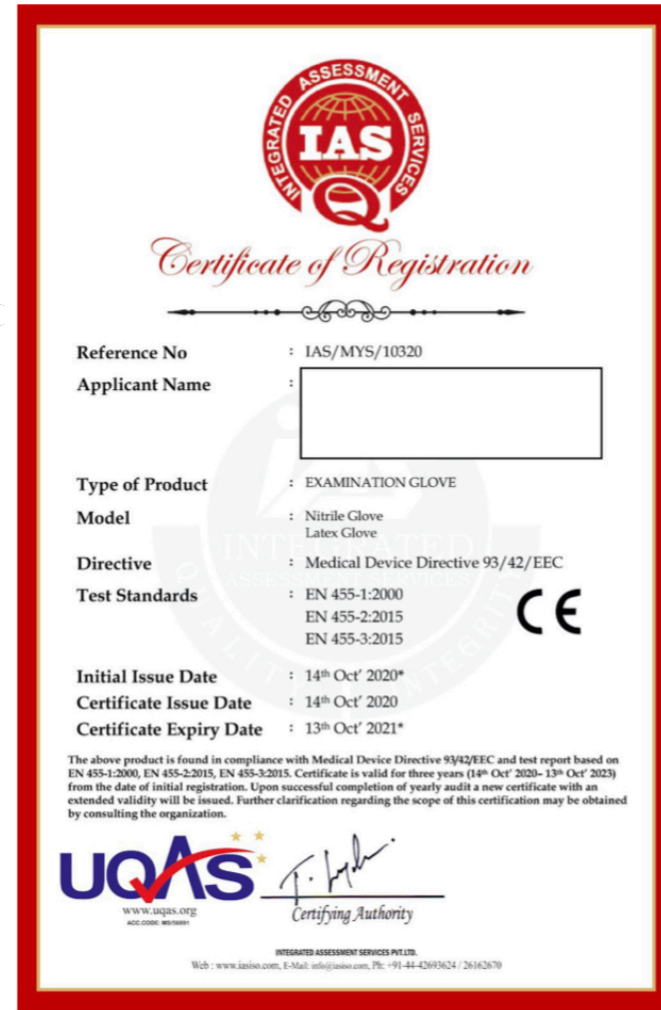 INTEGRATED ASSESSMENT SERVICES
IAS
Q
Certificate of Registration
Reference No : IAS/MYS/10320
Applicant Name :
Type of Product : EXAMINATION GLOVE
Model : Nitrile Glove
Latex Glove
Directive : Medical Device Directive 93/42/EEC
Test Standards : EN 455-1:2000
EN 455-2:2015
EN 455-3:2015
CE
Initial Issue Date : 14th Oct' 2020*
Certificate Issue Date : 14th Oct' 2020
Certificate Expiry Date : 13th Oct' 2021*
The above product is found in compliance with Medical Device Directive 93/42/EEC and test report based on
EN 455-1:2000, EN 455-2:2015, EN 455-3:2015. Certificate is valid for three years (14th Oct' 2020– 13th Oct' 2023)
from the date of initial registration. Upon successful completion of yearly audit a new certificate with an
extended validity will be issued. Further clarification regarding the scope of this certification may be obtained
by consulting the organization.
UQAS
www.uqas.org
Certifying Authority
INTEGRATED ASSESSMENT SERVICES PVT.LTD.
Web : www.iasiso.com, E-Mail: info@iasiso.com, Ph: +91-44-42693624 / 26162670